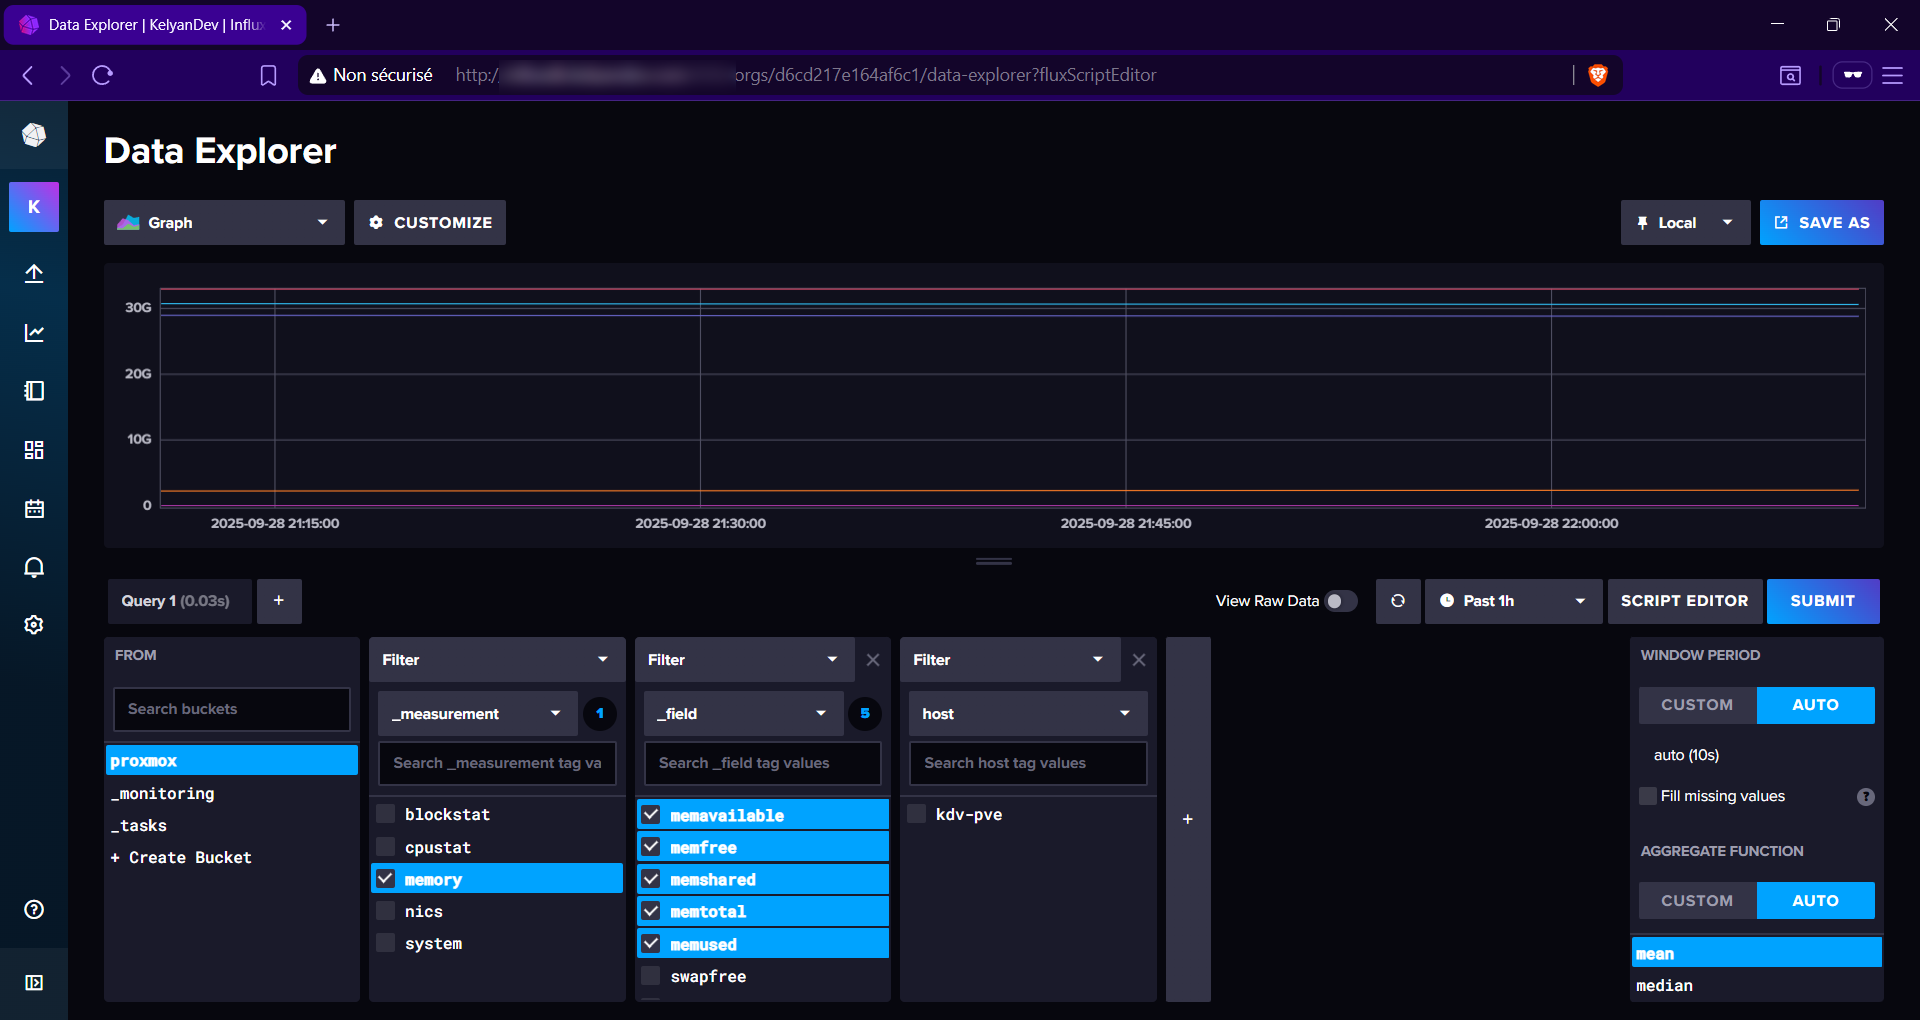 Data Explorer | KelyanDev | Influx
Non sécurisé http:/ orgs/d6cd217e164af6c1/data-explorer?fluxScriptEditor
K
Data Explorer
Graph CUSTOMIZE Local SAVE AS
30G
20G
10G
0
2025-09-28 21:15:00 2025-09-28 21:30:00 2025-09-28 21:45:00 2025-09-28 22:00:00
Query 1 (0.03s) + View Raw Data Past 1h SCRIPT EDITOR SUBMIT
FROM
Search buckets
proxmox
_monitoring
_tasks
+ Create Bucket
Filter
_measurement 1
Search _measurement tag va
blockstat
cpustat
memory
nics
system
Filter
_field 5
Search _field tag values
memavailable
memfree
memshared
memtotal
memused
swapfree
Filter
host
Search host tag values
kdv-pve
+
WINDOW PERIOD
CUSTOM AUTO
auto (10s)
Fill missing values ?
AGGREGATE FUNCTION
CUSTOM AUTO
mean
median